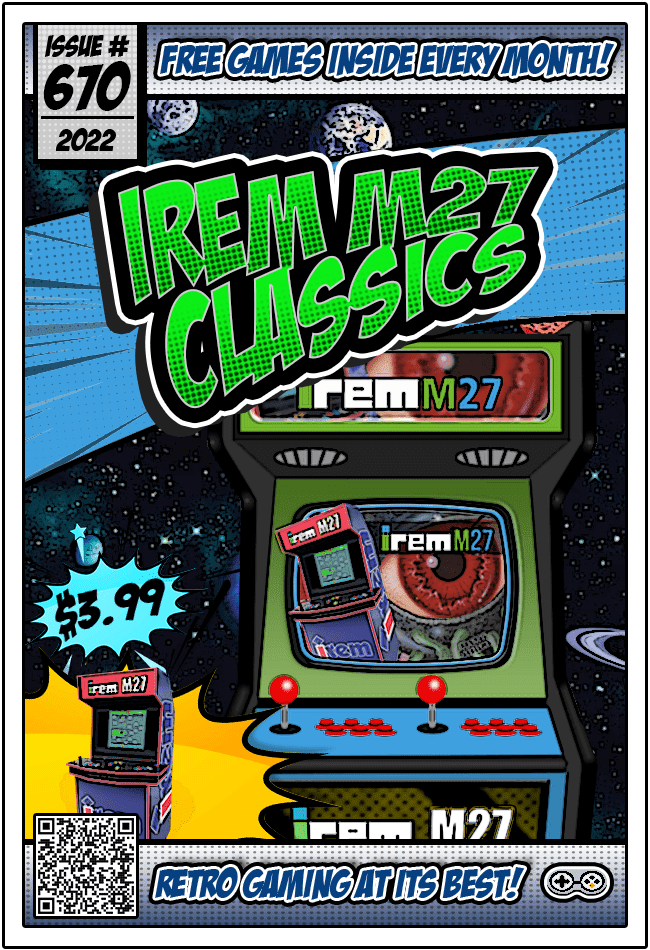 ISSUE #
670
2022
FREE GAMES INSIDE EVERY MONTH!
IREM M27
CLASSICS
irem M27
irem M27
irem M27
irem
$3.99
irem M27
irem
irem M27
RETRO GAMING AT ITS BEST!